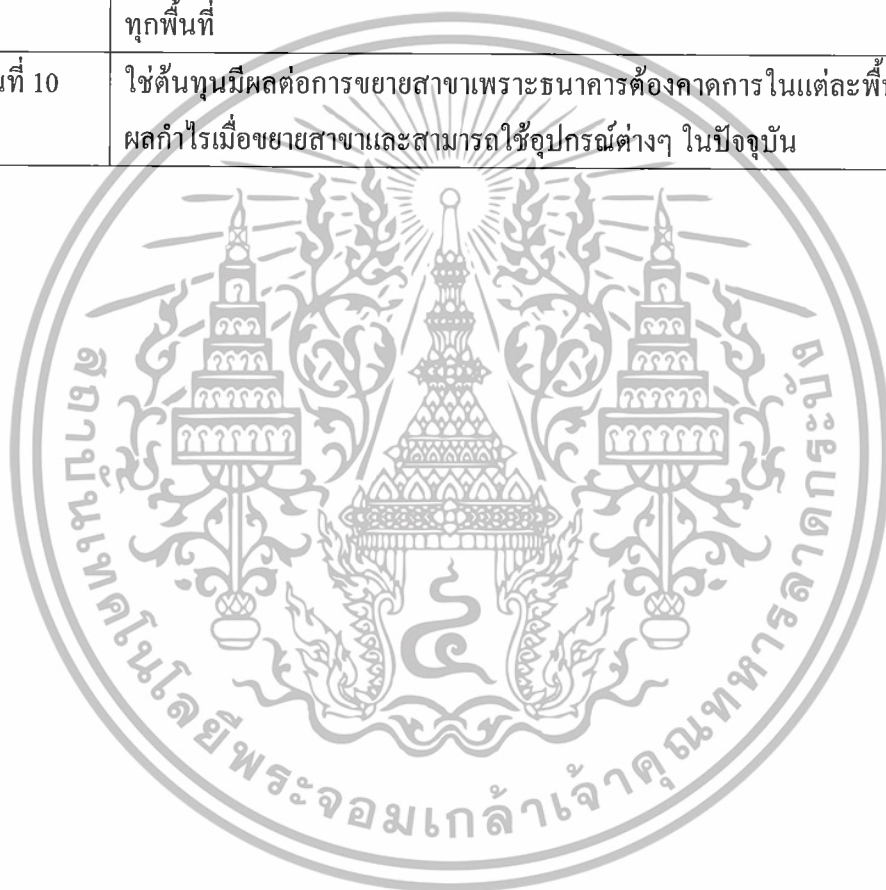 ทุกพื้นที่
นที่ 10 ใช่ต้นทุนมีผลต่อการขยายสาขาเพราะธนาคารต้องคาดการในแต่ละพื้น
ผลกำไรเมื่อขยายสาขาและสามารถใช้อุปกรณ์ต่างๆ ในปัจจุบัน
๔
สถาบันเทคโนโลยีพระจอมเกล้าเจ้าคุณทหารลาดกระบัง